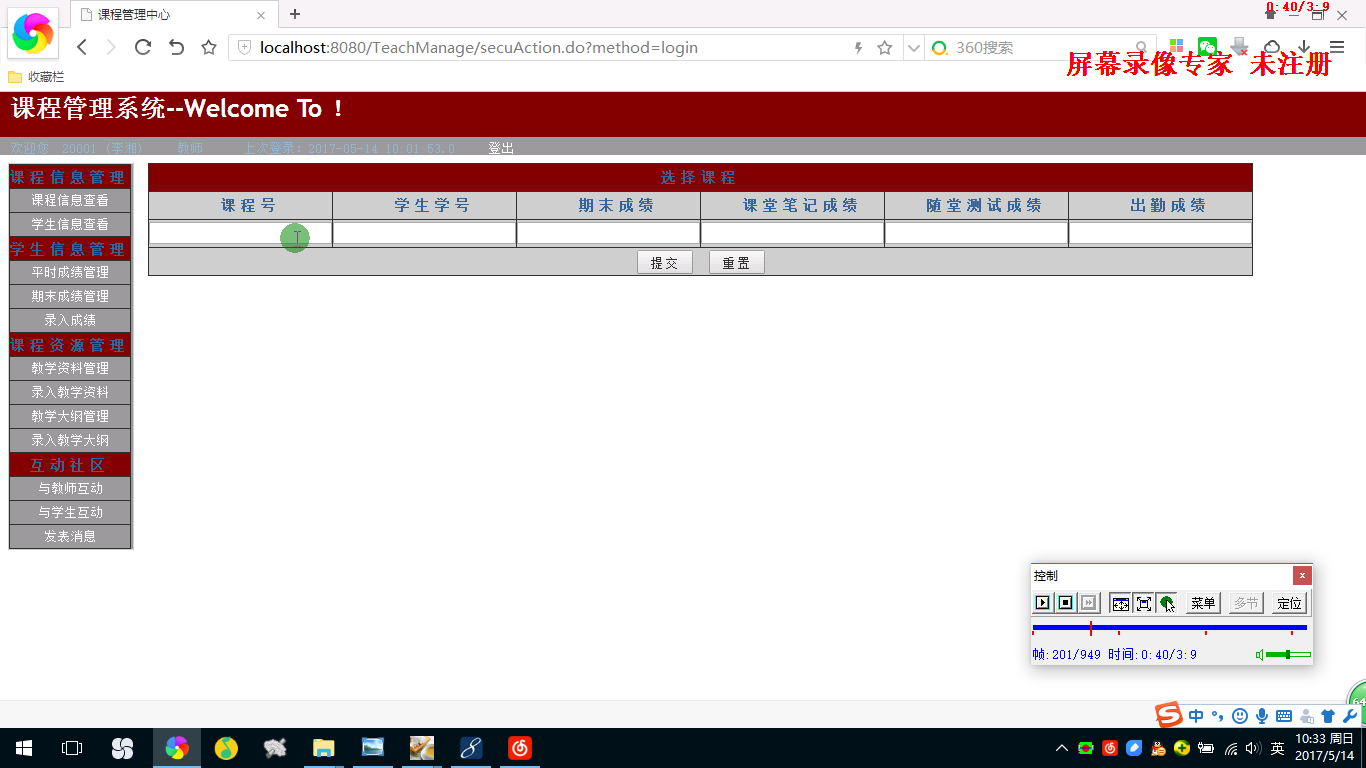 课程管理中心
0:40/3:9
localhost:8080/TeachManage/secuAction.do?method=login
360搜索
屏幕录像专家 未注册
收藏栏
课程管理系统--Welcome To ！
欢迎您 20001 (李湘) 教师 上次登录：2017-05-14 10:01:53.0 登出
课程信息管理
课程信息查看
学生信息查看
学生信息管理
平时成绩管理
期末成绩管理
录入成绩
课程资源管理
教学资料管理
录入教学资料
教学大纲管理
录入教学大纲
互动社区
与教师互动
与学生互动
发表消息
选择课程
课程号 学生学号 期末成绩 课堂笔记成绩 随堂测试成绩 出勤成绩
提交 重置
控制
菜单 多节 定位
帧:201/949 时间:0:40/3:9
64
中
英
10:33 周日
2017/5/14